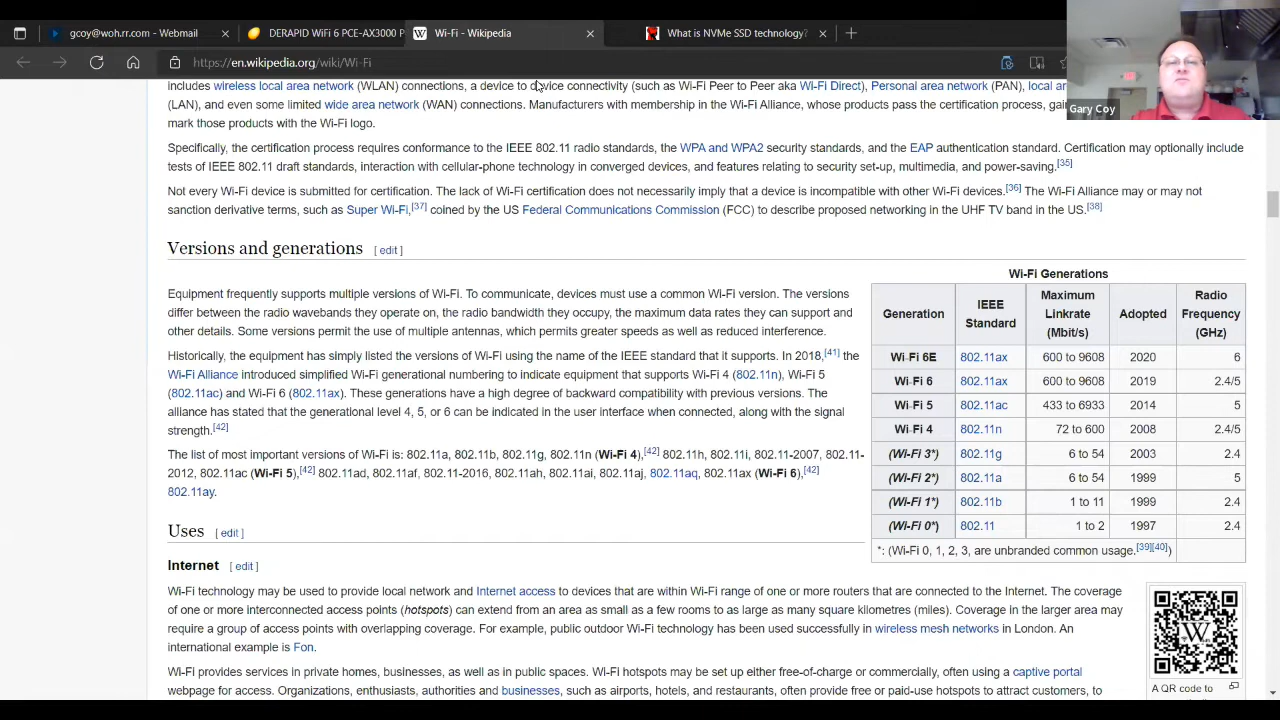 gcoy@woh.rr.com - Webmail
DERAPID WiFi 6 PCE-AX3000 P
Wi-Fi - Wikipedia
What is NVMe SSD technology?
https://en.wikipedia.org/wiki/Wi-Fi
Gary Coy
includes wireless local area network (WLAN) connections, a device to device connectivity (such as Wi-Fi Peer to Peer aka Wi-Fi Direct), Personal area network (PAN), local ar
(LAN), and even some limited wide area network (WAN) connections. Manufacturers with membership in the Wi-Fi Alliance, whose products pass the certification process, gai
mark those products with the Wi-Fi logo.
Specifically, the certification process requires conformance to the IEEE 802.11 radio standards, the WPA and WPA2 security standards, and the EAP authentication standard. Certification may optionally include
tests of IEEE 802.11 draft standards, interaction with cellular-phone technology in converged devices, and features relating to security set-up, multimedia, and power-saving.[35]
Not every Wi-Fi device is submitted for certification. The lack of Wi-Fi certification does not necessarily imply that a device is incompatible with other Wi-Fi devices.[36] The Wi-Fi Alliance may or may not
sanction derivative terms, such as Super Wi-Fi,[37] coined by the US Federal Communications Commission (FCC) to describe proposed networking in the UHF TV band in the US.[38]
Versions and generations [ edit ]
Equipment frequently supports multiple versions of Wi-Fi. To communicate, devices must use a common Wi-Fi version. The versions
differ between the radio wavebands they operate on, the radio bandwidth they occupy, the maximum data rates they can support and
other details. Some versions permit the use of multiple antennas, which permits greater speeds as well as reduced interference.
Historically, the equipment has simply listed the versions of Wi-Fi using the name of the IEEE standard that it supports. In 2018,[41] the
Wi-Fi Alliance introduced simplified Wi-Fi generational numbering to indicate equipment that supports Wi-Fi 4 (802.11n), Wi-Fi 5
(802.11ac) and Wi-Fi 6 (802.11ax). These generations have a high degree of backward compatibility with previous versions. The
alliance has stated that the generational level 4, 5, or 6 can be indicated in the user interface when connected, along with the signal
strength.[42]
The list of most important versions of Wi-Fi is: 802.11a, 802.11b, 802.11g, 802.11n (Wi-Fi 4),[42] 802.11h, 802.11i, 802.11-2007, 802.11-
2012, 802.11ac (Wi-Fi 5),[42] 802.11ad, 802.11af, 802.11-2016, 802.11ah, 802.11ai, 802.11aj, 802.11aq, 802.11ax (Wi-Fi 6),[42]
802.11ay.
Wi-Fi Generations
Generation IEEE Standard Maximum Linkrate (Mbit/s) Adopted Radio Frequency (GHz)
Wi-Fi 6E 802.11ax 600 to 9608 2020 6
Wi-Fi 6 802.11ax 600 to 9608 2019 2.4/5
Wi-Fi 5 802.11ac 433 to 6933 2014 5
Wi-Fi 4 802.11n 72 to 600 2008 2.4/5
(Wi-Fi 3*) 802.11g 6 to 54 2003 2.4
(Wi-Fi 2*) 802.11a 6 to 54 1999 5
(Wi-Fi 1*) 802.11b 1 to 11 1999 2.4
(Wi-Fi 0*) 802.11 1 to 2 1997 2.4
*: (Wi-Fi 0, 1, 2, 3, are unbranded common usage.[39][40])
Uses [ edit ]
Internet [ edit ]
Wi-Fi technology may be used to provide local network and Internet access to devices that are within Wi-Fi range of one or more routers that are connected to the Internet. The coverage
of one or more interconnected access points (hotspots) can extend from an area as small as a few rooms to as large as many square kilometres (miles). Coverage in the larger area may
require a group of access points with overlapping coverage. For example, public outdoor Wi-Fi technology has been used successfully in wireless mesh networks in London. An
international example is Fon.
Wi-Fi provides services in private homes, businesses, as well as in public spaces. Wi-Fi hotspots may be set up either free-of-charge or commercially, often using a captive portal
webpage for access. Organizations, enthusiasts, authorities and businesses, such as airports, hotels, and restaurants, often provide free or paid-use hotspots to attract customers, to
W
A QR code to